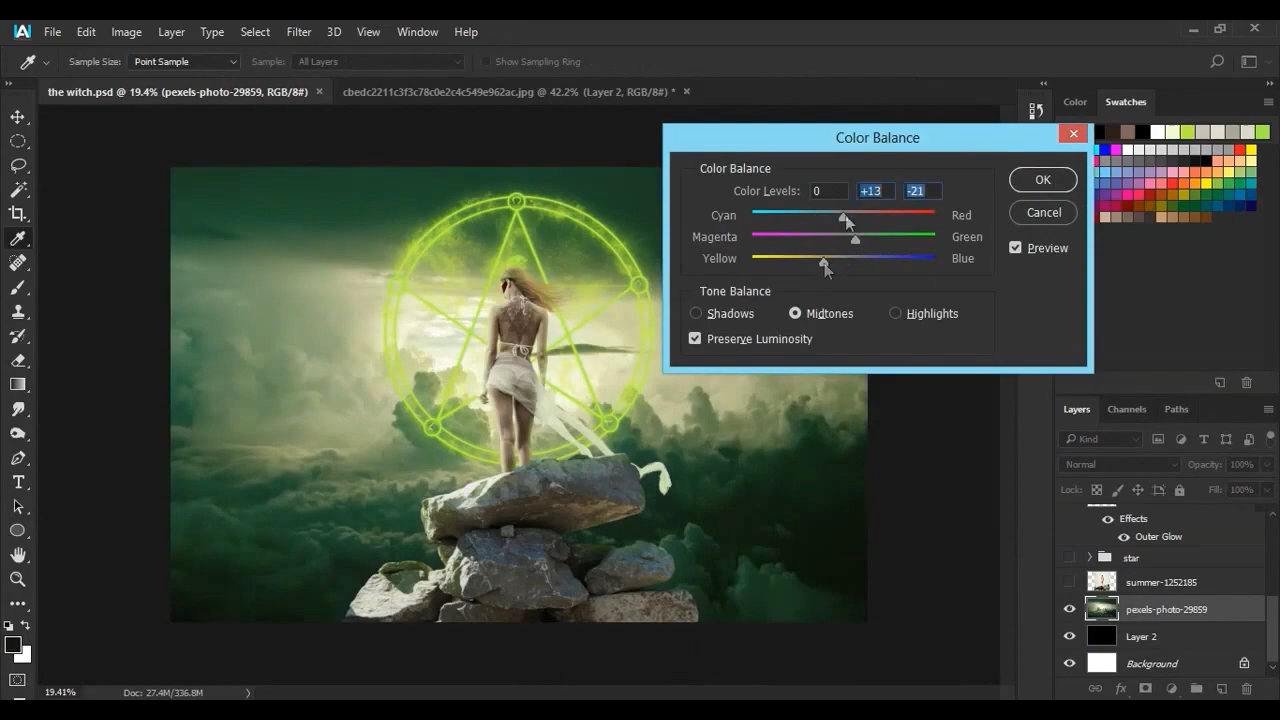 File Edit Image Layer Type Select Filter 3D View Window Help
Sample Size: Point Sample Sample: All Layers Show Sampling Ring
the witch.psd @ 19.4% (pexels-photo-29859, RGB/8#) × cbedc2211c3f3c78c0e2c4c549e962ac.jpg @ 42.2% (Layer 2, RGB/8#) * ×
Color Swatches
Color Balance
Color Balance
Color Levels: 0 +13 -21
Cyan Red
Magenta Green
Yellow Blue
OK
Cancel
Preview
Tone Balance
Shadows Midtones Highlights
Preserve Luminosity
Layers Channels Paths
Kind
Normal Opacity: 100%
Lock: Fill: 100%
Effects
Outer Glow
star
summer-1252185
pexels-photo-29859
Layer 2
Background
19.41% Doc: 27.4M/336.8M